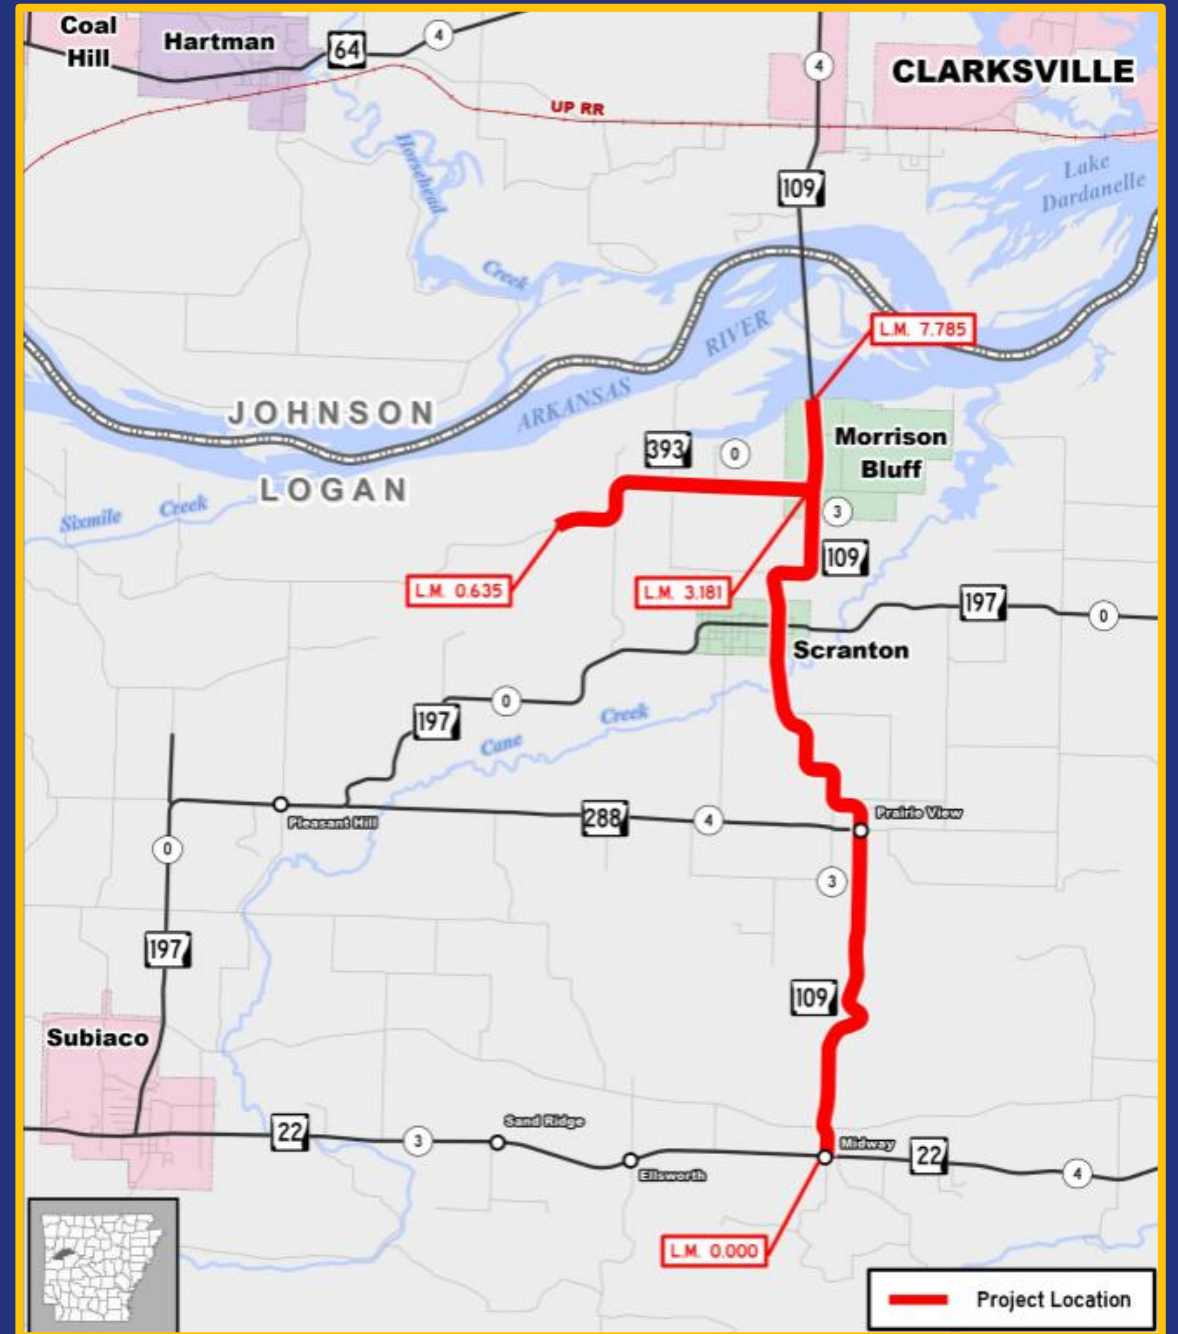 Coal
Hill
Hartman
64
4
4
CLARKSVILLE
UP RR
109
Lake
Dardanelle
Horsehead
Creek
L.M. 7.785
RIVER
ARKANSAS
JOHNSON
LOGAN
393
0
Morrison
Bluff
Sixmile Creek
3
109
L.M. 0.635
L.M. 3.181
197
0
Scranton
0
197
Cane Creek
Pleasant Hill
288
4
Prairie View
0
3
197
109
Subiaco
22
3
Sand Ridge
Ellsworth
Midway
22
4
L.M. 0.000
Project Location